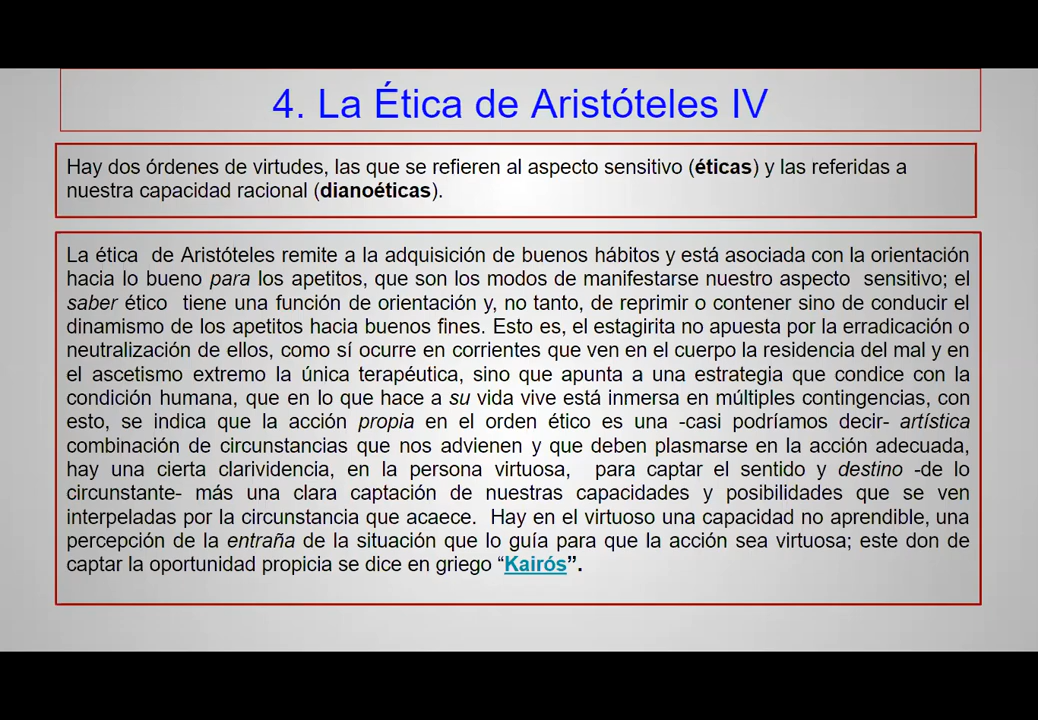 4. La Ética de Aristóteles IV
Hay dos órdenes de virtudes, las que se refieren al aspecto sensitivo (éticas) y las referidas a
nuestra capacidad racional (dianoéticas).
La ética de Aristóteles remite a la adquisición de buenos hábitos y está asociada con la orientación
hacia lo bueno para los apetitos, que son los modos de manifestarse nuestro aspecto sensitivo; el
saber ético tiene una función de orientación y, no tanto, de reprimir o contener sino de conducir el
dinamismo de los apetitos hacia buenos fines. Esto es, el estagirita no apuesta por la erradicación o
neutralización de ellos, como sí ocurre en corrientes que ven en el cuerpo la residencia del mal y en
el ascetismo extremo la única terapéutica, sino que apunta a una estrategia que condice con la
condición humana, que en lo que hace a su vida vive está inmersa en múltiples contingencias, con
esto, se indica que la acción propia en el orden ético es una -casi podríamos decir- artística
combinación de circunstancias que nos advienen y que deben plasmarse en la acción adecuada,
hay una cierta clarividencia, en la persona virtuosa, para captar el sentido y destino -de lo
circunstante- más una clara captación de nuestras capacidades y posibilidades que se ven
interpeladas por la circunstancia que acaece. Hay en el virtuoso una capacidad no aprendible, una
percepción de la entraña de la situación que lo guía para que la acción sea virtuosa; este don de
captar la oportunidad propicia se dice en griego “Kairós”.